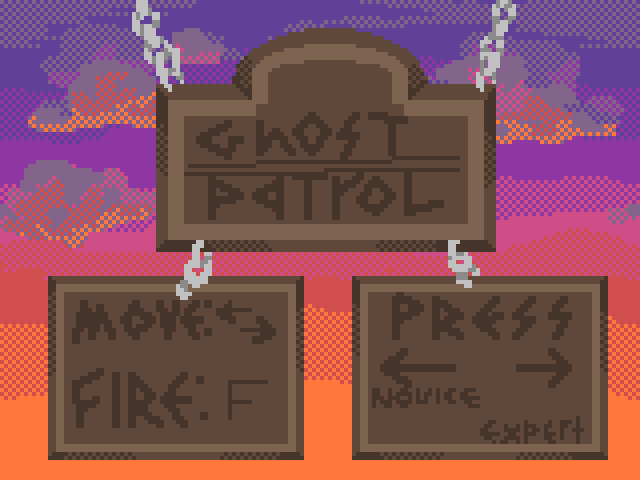 GhOST
PATrOL
MOVE: ↔
FIRE: F
PRESS
← →
NOVICE
ExpErt